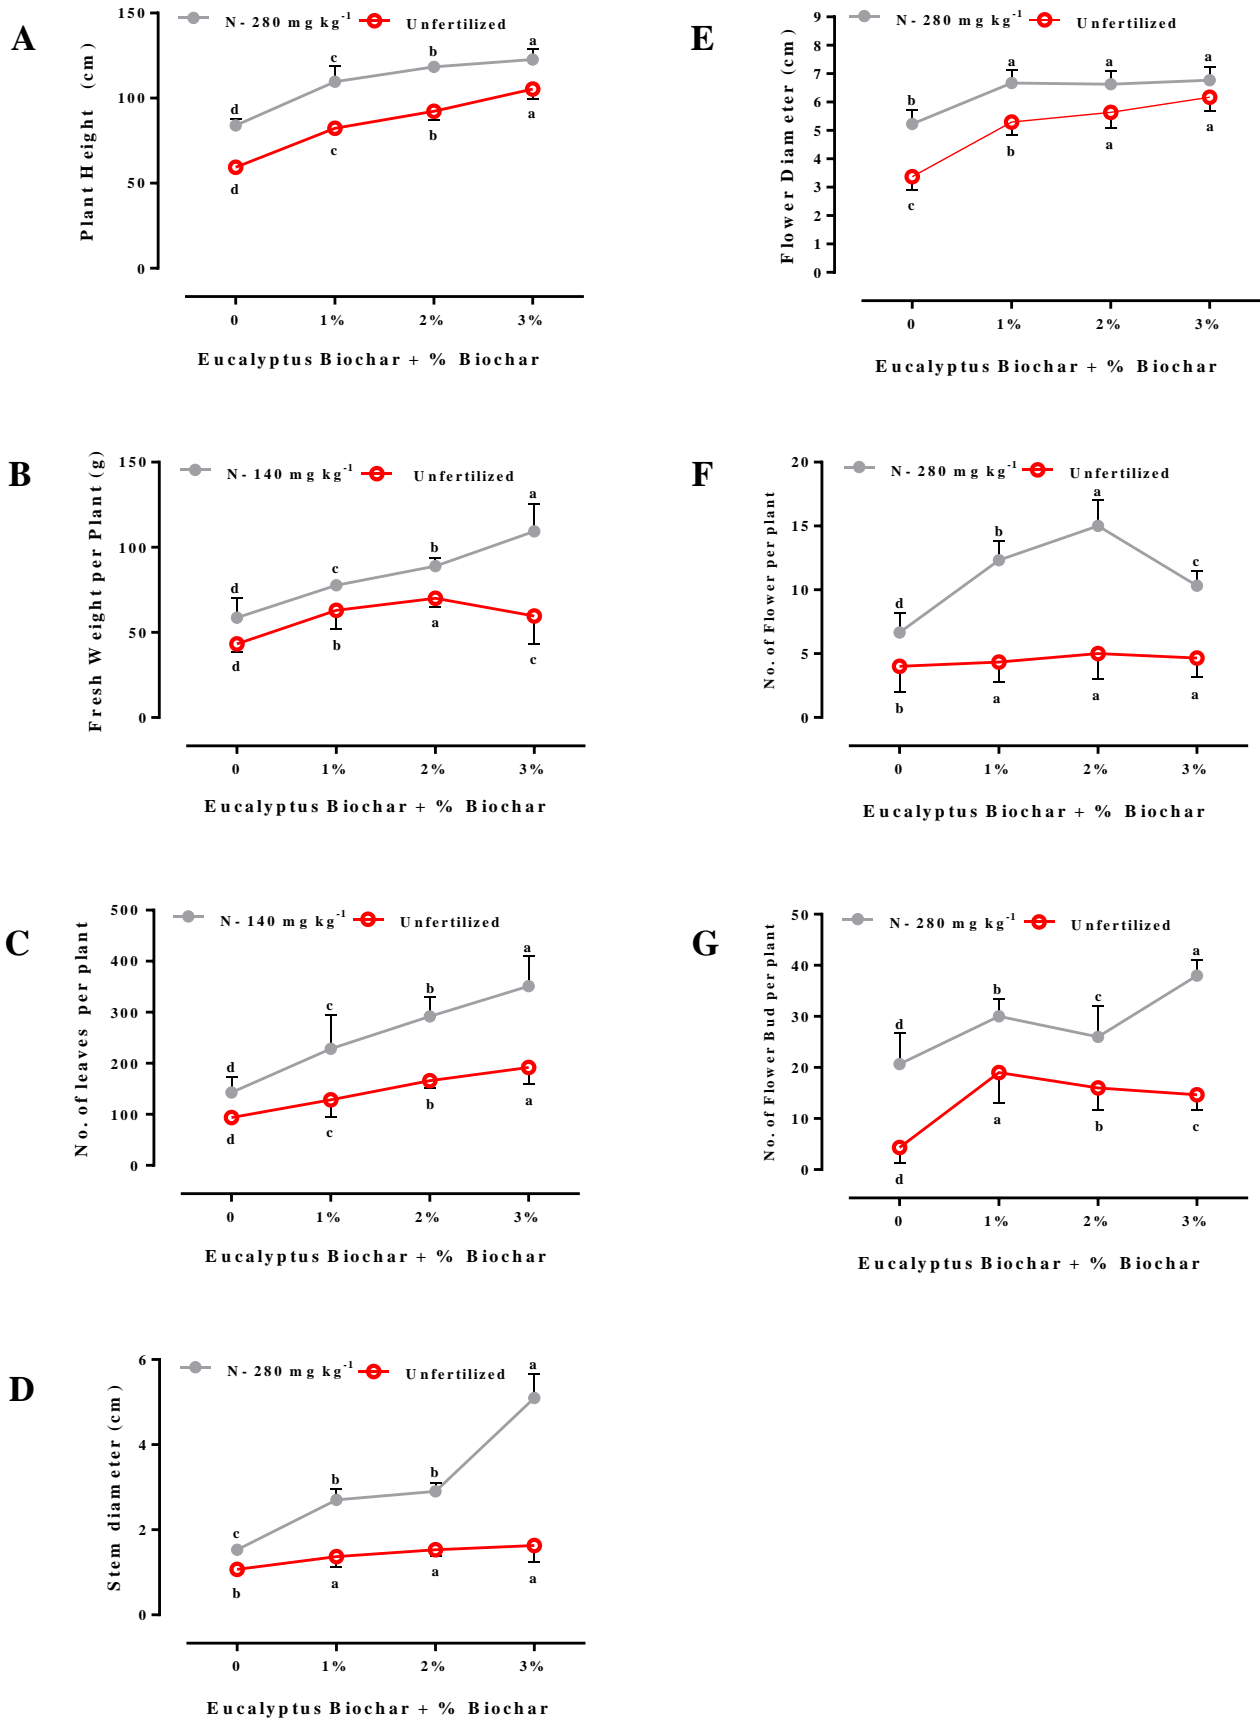 A
N- 280 mg kg-1 Unfertilized
Plant Height (cm)
150
100
50
0
d c b a
d c b a
0 1% 2% 3%
Eucalyptus Biochar + % Biochar
B
N- 140 mg kg-1 Unfertilized
Fresh Weight per Plant (g)
150
100
50
0
d c b a
d b a c
0 1% 2% 3%
Eucalyptus Biochar + % Biochar
C
N- 140 mg kg-1 Unfertilized
No. of leaves per plant
500
400
300
200
100
0
d c b a
d c b a
0 1% 2% 3%
Eucalyptus Biochar + % Biochar
D
N- 280 mg kg-1 Unfertilized
Stem diameter (cm)
6
4
2
0
c b b a
b a a a
0 1% 2% 3%
Eucalyptus Biochar + % Biochar
E
N- 280 mg kg-1 Unfertilized
Flower Diameter (cm)
9
8
7
6
5
4
3
2
1
0
b a a a
c b a a
0 1% 2% 3%
Eucalyptus Biochar + % Biochar
F
N- 280 mg kg-1 Unfertilized
No. of Flower per plant
20
15
10
5
0
d b a c
b a a a
0 1% 2% 3%
Eucalyptus Biochar + % Biochar
G
N- 280 mg kg-1 Unfertilized
No. of Flower Bud per plant
50
40
30
20
10
0
d b c a
d a b c
0 1% 2% 3%
Eucalyptus Biochar + % Biochar